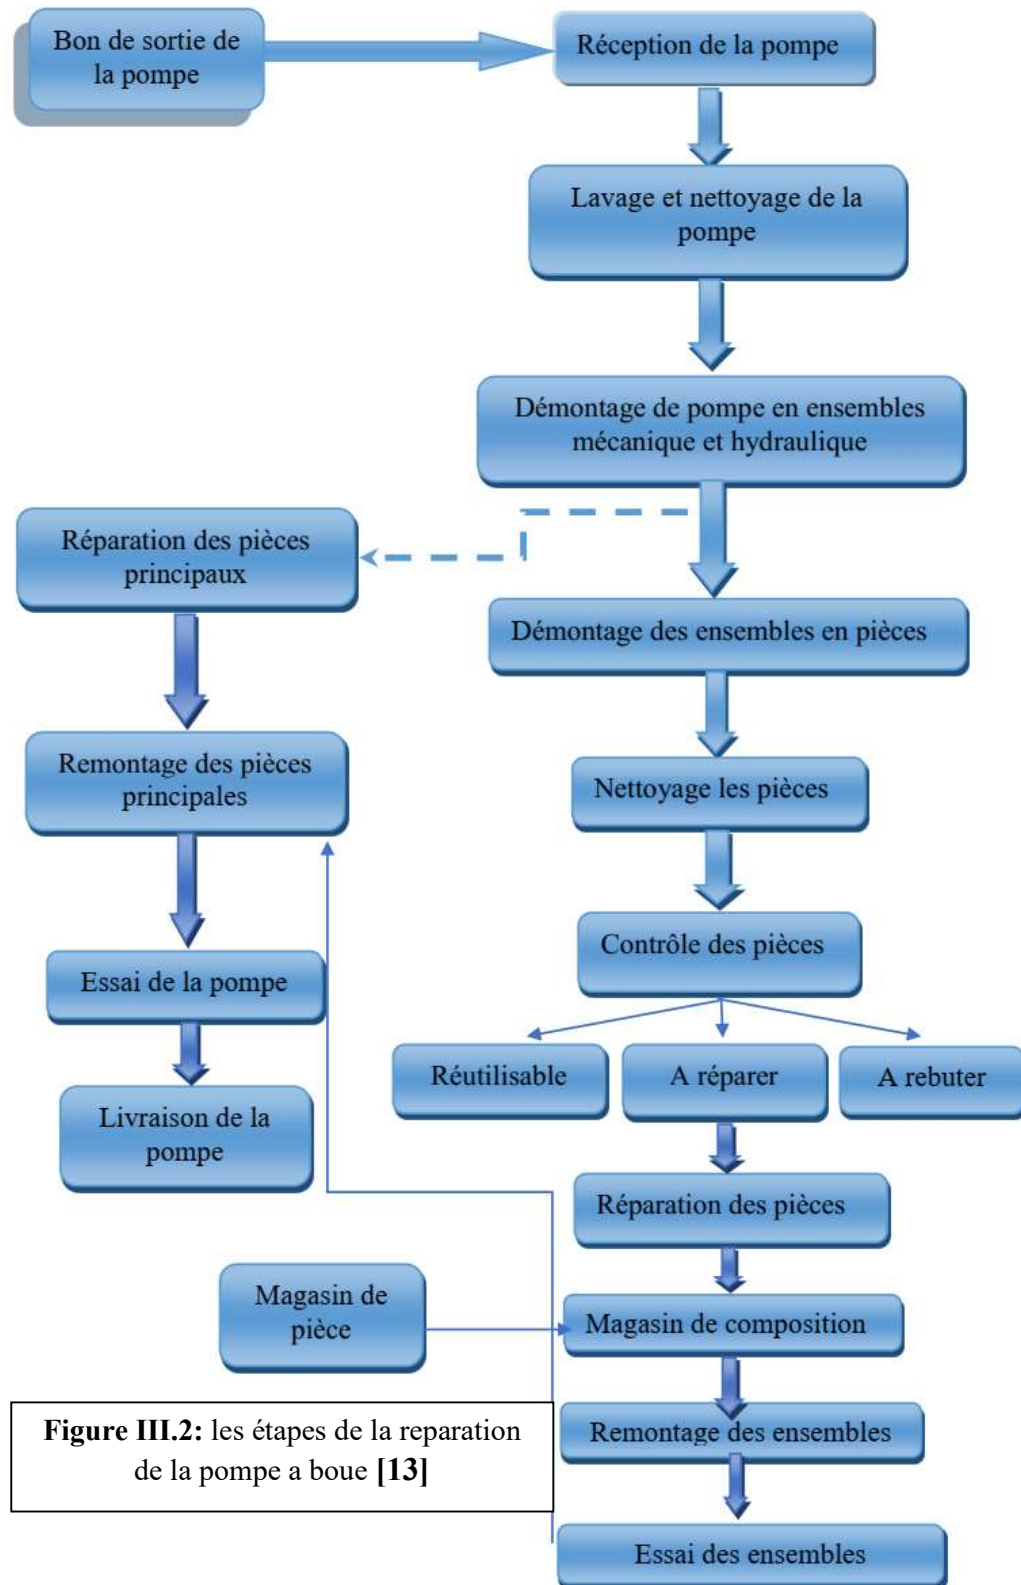 Bon de sortie de
la pompe
Réception de la pompe
Lavage et nettoyage de la
pompe
Démontage de pompe en ensembles
mécanique et hydraulique
Réparation des pièces
principaux
Démontage des ensembles en pièces
Remontage des pièces
principales
Nettoyage les pièces
Contrôle des pièces
Essai de la pompe
Réutilisable
A réparer
A rebuter
Livraison de la
pompe
Réparation des pièces
Magasin de
pièce
Magasin de composition
Remontage des ensembles
Figure III.2: les étapes de la reparation
de la pompe a boue [13]
Essai des ensembles